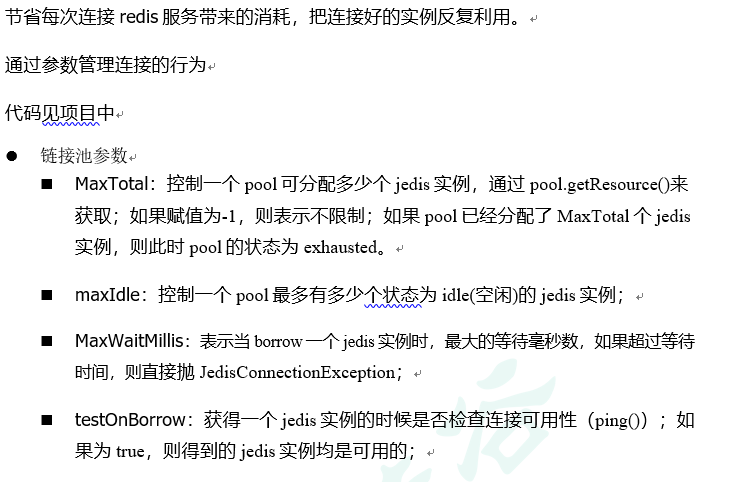 节省每次连接 redis 服务带来的消耗，把连接好的实例反复利用。
通过参数管理连接的行为
代码见项目中
● 链接池参数
■ MaxTotal：控制一个 pool 可分配多少个 jedis 实例，通过 pool.getResource()来
获取；如果赋值为-1，则表示不限制；如果 pool 已经分配了 MaxTotal 个 jedis
实例，则此时 pool 的状态为 exhausted。
■ maxIdle：控制一个 pool 最多有多少个状态为 idle(空闲)的 jedis 实例；
■ MaxWaitMillis：表示当 borrow 一个 jedis 实例时，最大的等待毫秒数，如果超过等待
时间，则直接抛 JedisConnectionException；
■ testOnBorrow：获得一个 jedis 实例的时候是否检查连接可用性（ping()）；如
果为 true，则得到的 jedis 实例均是可用的；